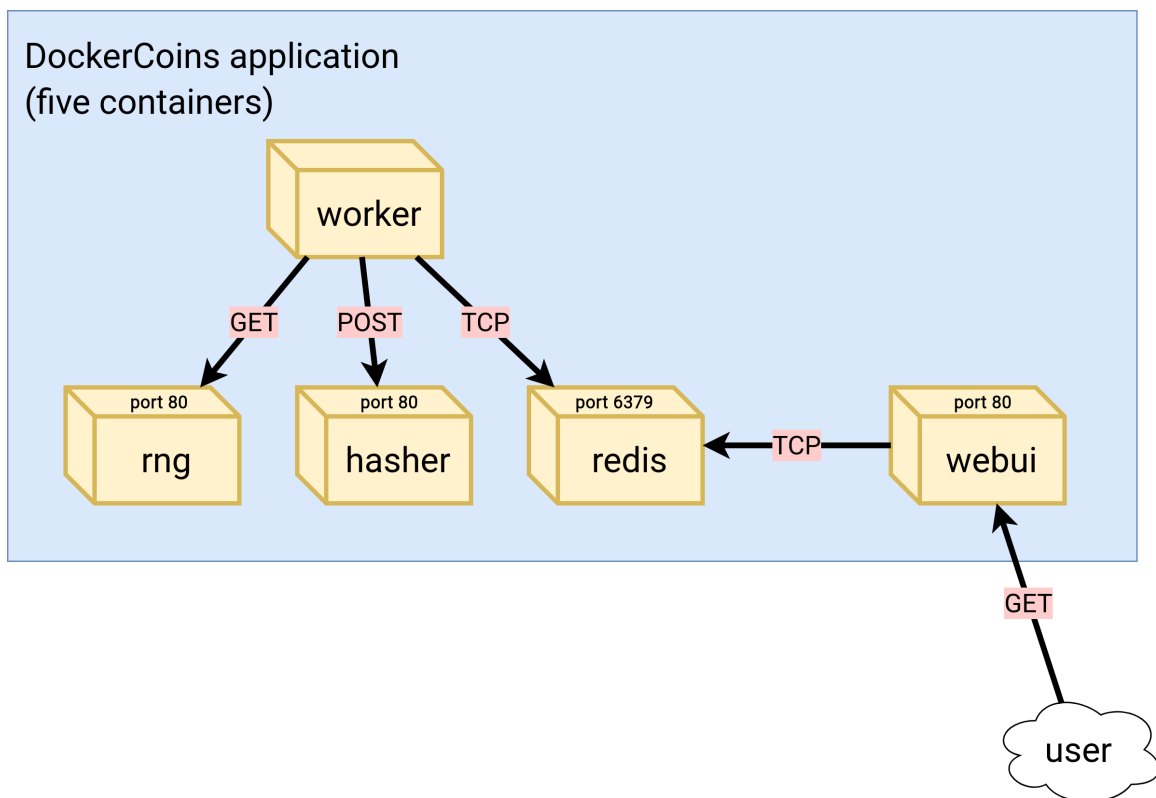 DockerCoins application
(five containers)
worker
GET
POST
TCP
port 80
rng
port 80
hasher
port 6379
redis
TCP
port 80
webui
GET
user